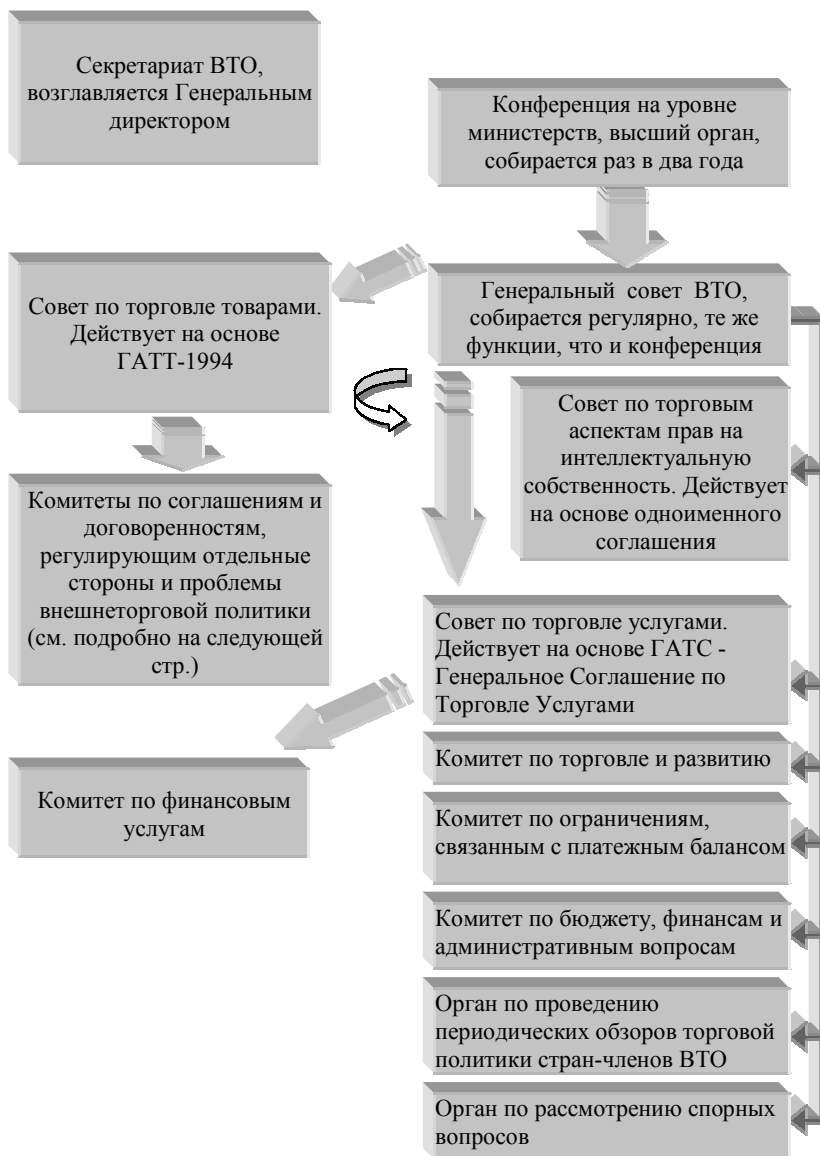 Секретариат ВТО,
возглавляется Генеральным
директором
Конференция на уровне
министерств, высший орган,
собирается раз в два года
Совет по торговле товарами.
Действует на основе
ГАТТ-1994
Генеральный совет ВТО,
собирается регулярно, те же
функции, что и конференция
Совет по торговым
аспектам прав на
интеллектуальную
собственность. Действует
на основе одноименного
соглашения
Комитеты по соглашениям и
договоренностям,
регулирующим отдельные
стороны и проблемы
внешнеторговой политики
(см. подробно на следующей
стр.)
Совет по торговле услугами.
Действует на основе ГАТС -
Генеральное Соглашение по
Торговле Услугами
Комитет по финансовым
услугам
Комитет по торговле и развитию
Комитет по ограничениям,
связанным с платежным балансом
Комитет по бюджету, финансам и
административным вопросам
Орган по проведению
периодических обзоров торговой
политики стран-членов ВТО
Орган по рассмотрению спорных
вопросов